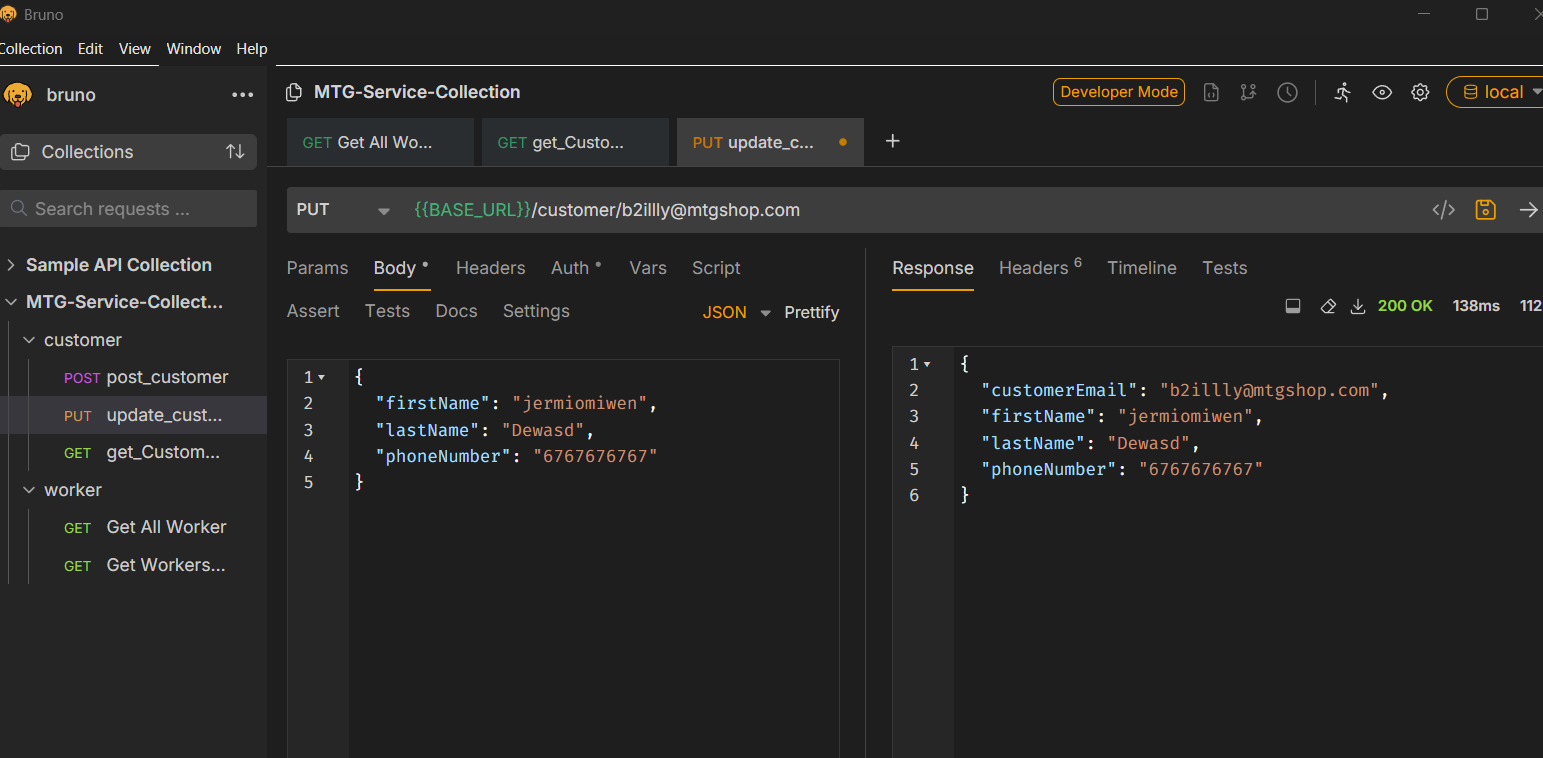 Bruno
Collection Edit View Window Help
bruno
MTG-Service-Collection
Developer Mode
local
Collections
GET Get All Wo...
GET get_Custo...
PUT update_c...
Search requests ...
PUT
{{BASE_URL}}/customer/b2illly@mtgshop.com
Sample API Collection
MTG-Service-Collect...
customer
POST post_customer
PUT update_cust...
GET get_Custom...
worker
GET Get All Worker
GET Get Workers...
Params Body Headers Auth Vars Script
Assert Tests Docs Settings
JSON Prettify
1 {
2 "firstName": "jermiomiwen",
3 "lastName": "Dewasd",
4 "phoneNumber": "6767676767"
5 }
Response Headers 6 Timeline Tests
200 OK 138ms 112
1 {
2 "customerEmail": "b2illly@mtgshop.com",
3 "firstName": "jermiomiwen",
4 "lastName": "Dewasd",
5 "phoneNumber": "6767676767"
6 }